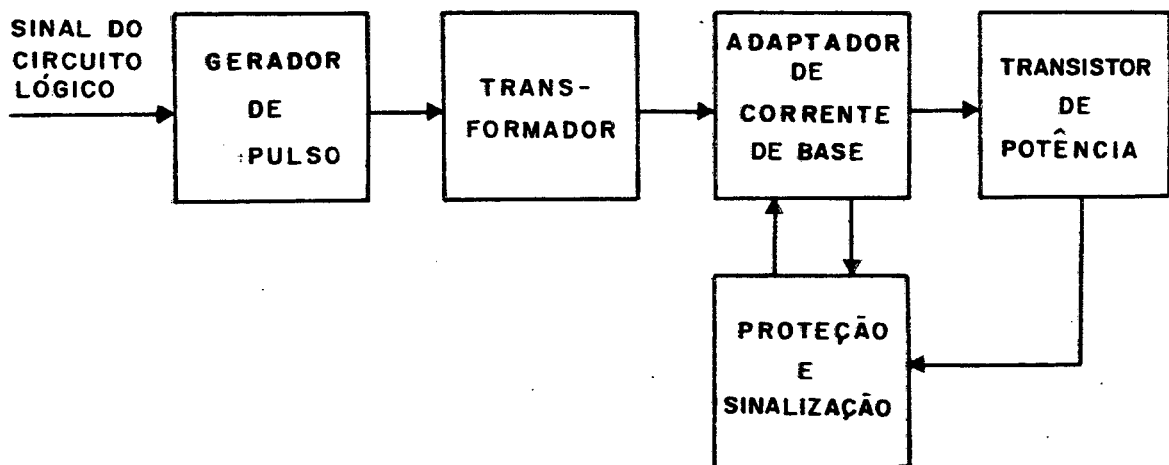 SINAL DO
CIRCUITO
LÓGICO
GERADOR
DE
PULSO
TRANS-
FORMADOR
ADAPTADOR
DE
CORRENTE
DE BASE
TRANSISTOR
DE
POTÊNCIA
PROTEÇÃO
E
SINALIZAÇÃO